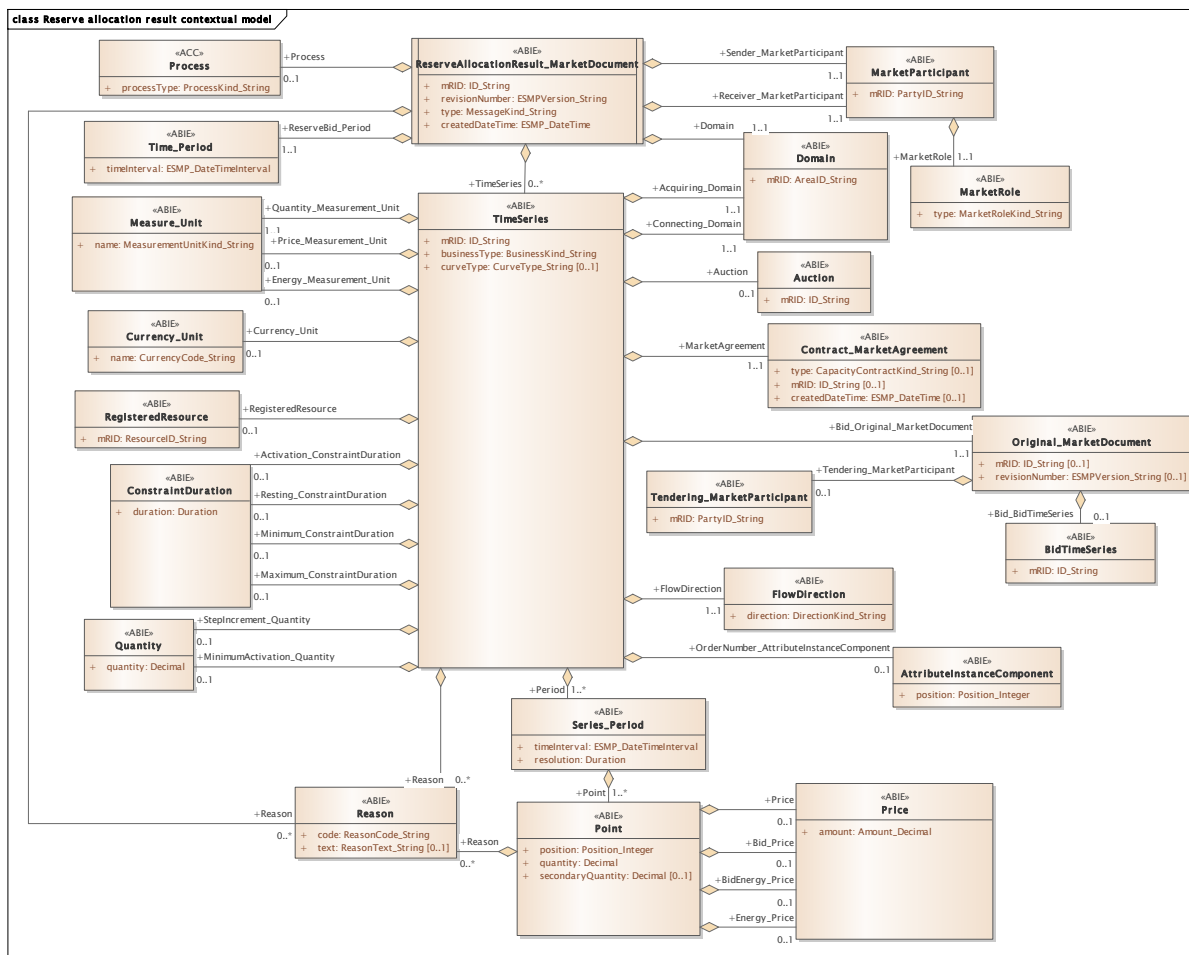 class Reserve allocation result contextual model
«ACC»
Process
+ processType: ProcessKind_String
+Process
0..1
«ABIE»
ReserveAllocationResult_MarketDocument
+ mRID: ID_String
+ revisionNumber: ESMPVersion_String
+ type: MessageKind_String
+ createdDateTime: ESMP_DateTime
+Sender_MarketParticipant
1..1
+Receiver_MarketParticipant
1..1
«ABIE»
MarketParticipant
+ mRID: PartyID_String
+MarketRole 1..1
«ABIE»
MarketRole
+ type: MarketRoleKind_String
«ABIE»
Time_Period
+ timeInterval: ESMP_DateTimeInterval
+ReserveBid_Period
1..1
+Domain
1..1
«ABIE»
Domain
+ mRID: AreaID_String
+TimeSeries 0..*
+Acquiring_Domain
1..1
+Connecting_Domain
1..1
«ABIE»
Measure_Unit
+ name: MeasurementUnitKind_String
+Quantity_Measurement_Unit
1..1
+Price_Measurement_Unit
0..1
+Energy_Measurement_Unit
0..1
«ABIE»
TimeSeries
+ mRID: ID_String
+ businessType: BusinessKind_String
+ curveType: CurveType_String [0..1]
+Auction
0..1
«ABIE»
Auction
+ mRID: ID_String
«ABIE»
Currency_Unit
+ name: CurrencyCode_String
+Currency_Unit
0..1
+MarketAgreement
1..1
«ABIE»
Contract_MarketAgreement
+ type: CapacityContractKind_String [0..1]
+ mRID: ID_String [0..1]
+ createdDateTime: ESMP_DateTime [0..1]
«ABIE»
RegisteredResource
+ mRID: ResourceID_String
+RegisteredResource
0..1
+Bid_Original_MarketDocument
1..1
«ABIE»
Original_MarketDocument
+ mRID: ID_String [0..1]
+ revisionNumber: ESMPVersion_String [0..1]
«ABIE»
ConstraintDuration
+ duration: Duration
+Activation_ConstraintDuration
0..1
+Resting_ConstraintDuration
0..1
+Minimum_ConstraintDuration
0..1
+Maximum_ConstraintDuration
0..1
«ABIE»
Tendering_MarketParticipant
+ mRID: PartyID_String
+Tendering_MarketParticipant
0..1
+Bid_BidTimeSeries
0..1
«ABIE»
BidTimeSeries
+ mRID: ID_String
+FlowDirection
1..1
«ABIE»
FlowDirection
+ direction: DirectionKind_String
«ABIE»
Quantity
+ quantity: Decimal
+StepIncrement_Quantity
0..1
+MinimumActivation_Quantity
0..1
+OrderNumber_AttributeInstanceComponent
0..1
«ABIE»
AttributeInstanceComponent
+ position: Position_Integer
+Period 1..*
«ABIE»
Series_Period
+ timeInterval: ESMP_DateTimeInterval
+ resolution: Duration
+Point 1..*
+Reason 0..*
+Reason
0..*
«ABIE»
Reason
+ code: ReasonCode_String
+ text: ReasonText_String [0..1]
+Reason
0..*
«ABIE»
Point
+ position: Position_Integer
+ quantity: Decimal
+ secondaryQuantity: Decimal [0..1]
+Price
0..1
+Bid_Price
0..1
+BidEnergy_Price
0..1
+Energy_Price
0..1
«ABIE»
Price
+ amount: Amount_Decimal